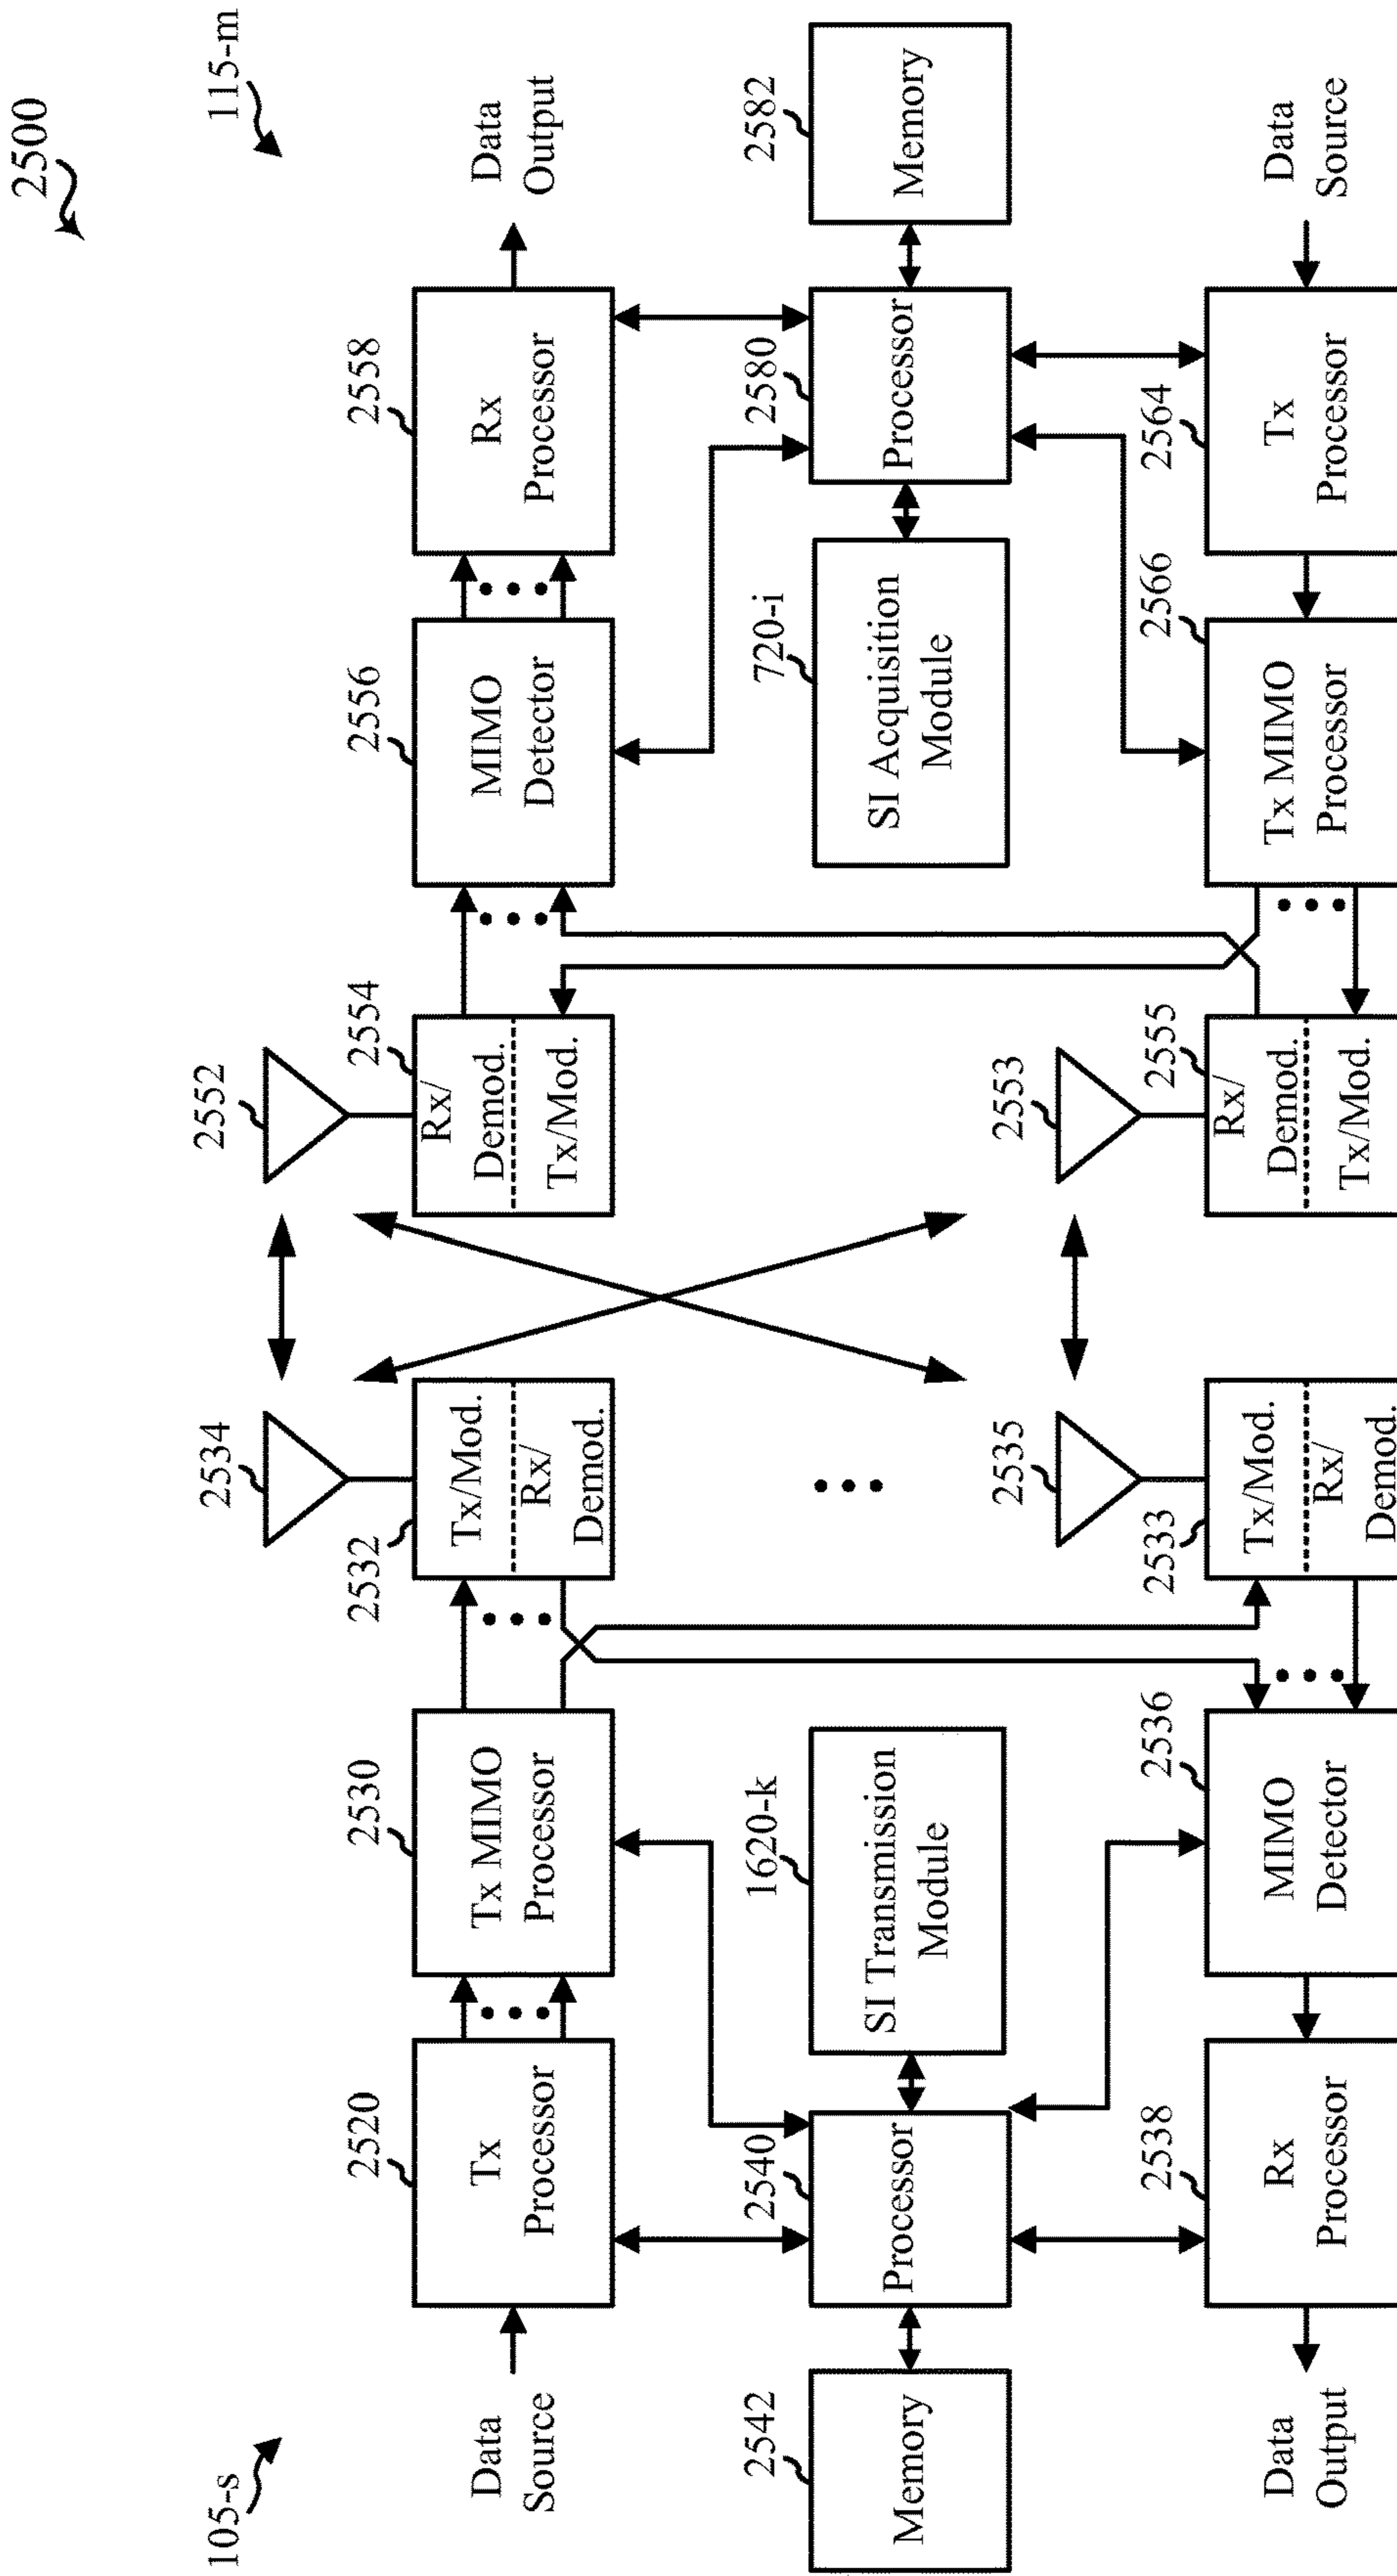 2500
105-s
115-m
2534
2552
2520
2530
2532
2554
2556
2558
Data
Source
Tx
Processor
Tx MIMO
Processor
Tx/Mod.
Rx/
Demod.
Rx/
Demod.
Tx/Mod.
MIMO
Detector
Rx
Processor
Data
Output
2542
2540
1620-k
720-i
2580
2582
Memory
Processor
SI Transmission
Module
SI Acquisition
Module
Processor
Memory
2535
2553
2538
2536
2533
2555
2566
2564
Data
Output
Rx
Processor
MIMO
Detector
Tx/Mod.
Rx/
Demod.
Rx/
Demod.
Tx/Mod.
Tx MIMO
Processor
Tx
Processor
Data
Source